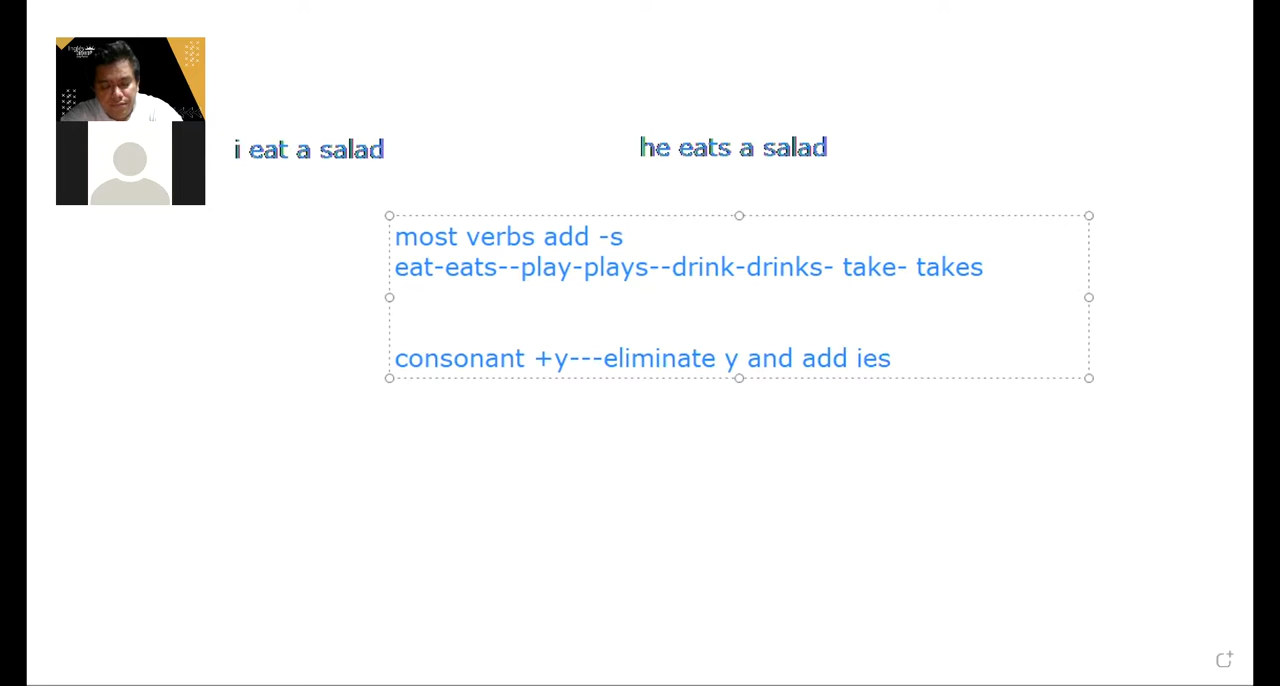 Inglés
i eat a salad
he eats a salad
most verbs add -s
eat-eats--play-plays--drink-drinks- take- takes
consonant +y---eliminate y and add ies